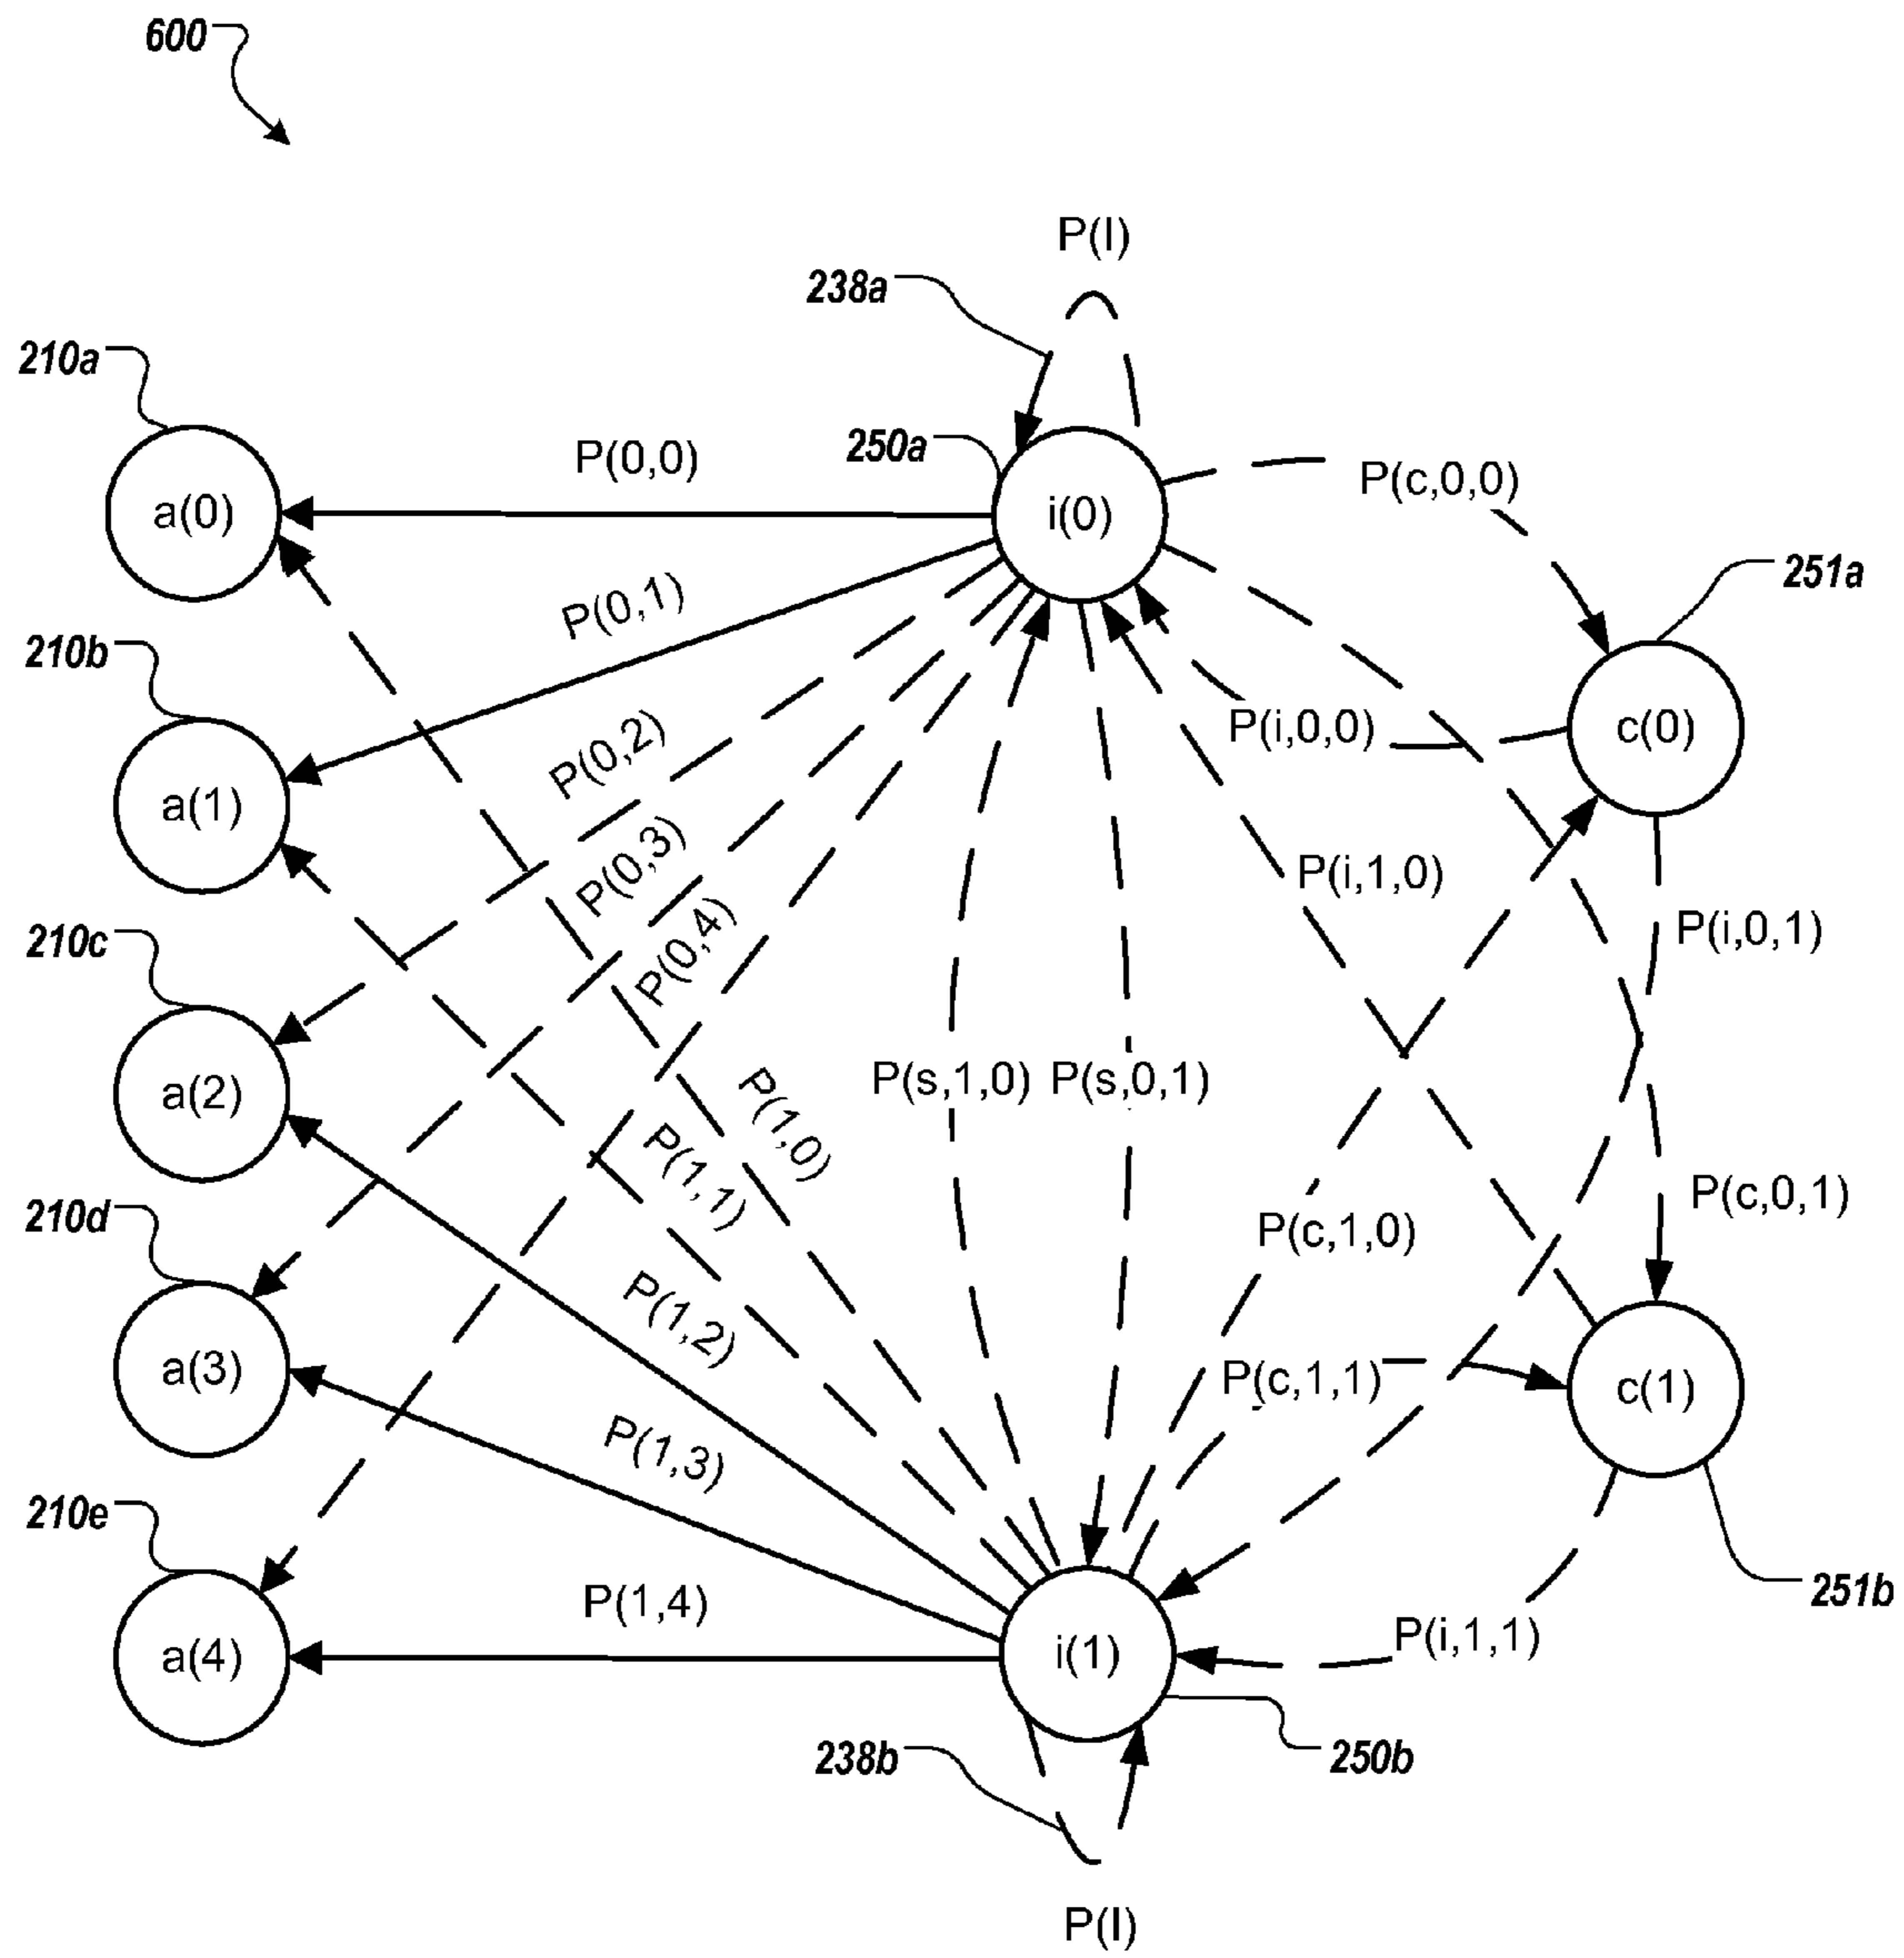 600
P(I)
238a
210a
250a
P(0,0)
P(c,0,0)
a(0)
i(0)
251a
P(0,1)
210b
P(0,2)
P(i,0,0)
c(0)
a(1)
P(0,3)
P(i,1,0)
210c
P(0,4)
P(i,0,1)
a(2)
P(s,1,0)
P(s,0,1)
P(1,0)
P(1,1)
210d
P(c,0,1)
P(c,1,0)
P(1,2)
a(3)
P(c,1,1)
c(1)
P(1,3)
210e
P(1,4)
251b
P(i,1,1)
a(4)
i(1)
238b
250b
P(I)